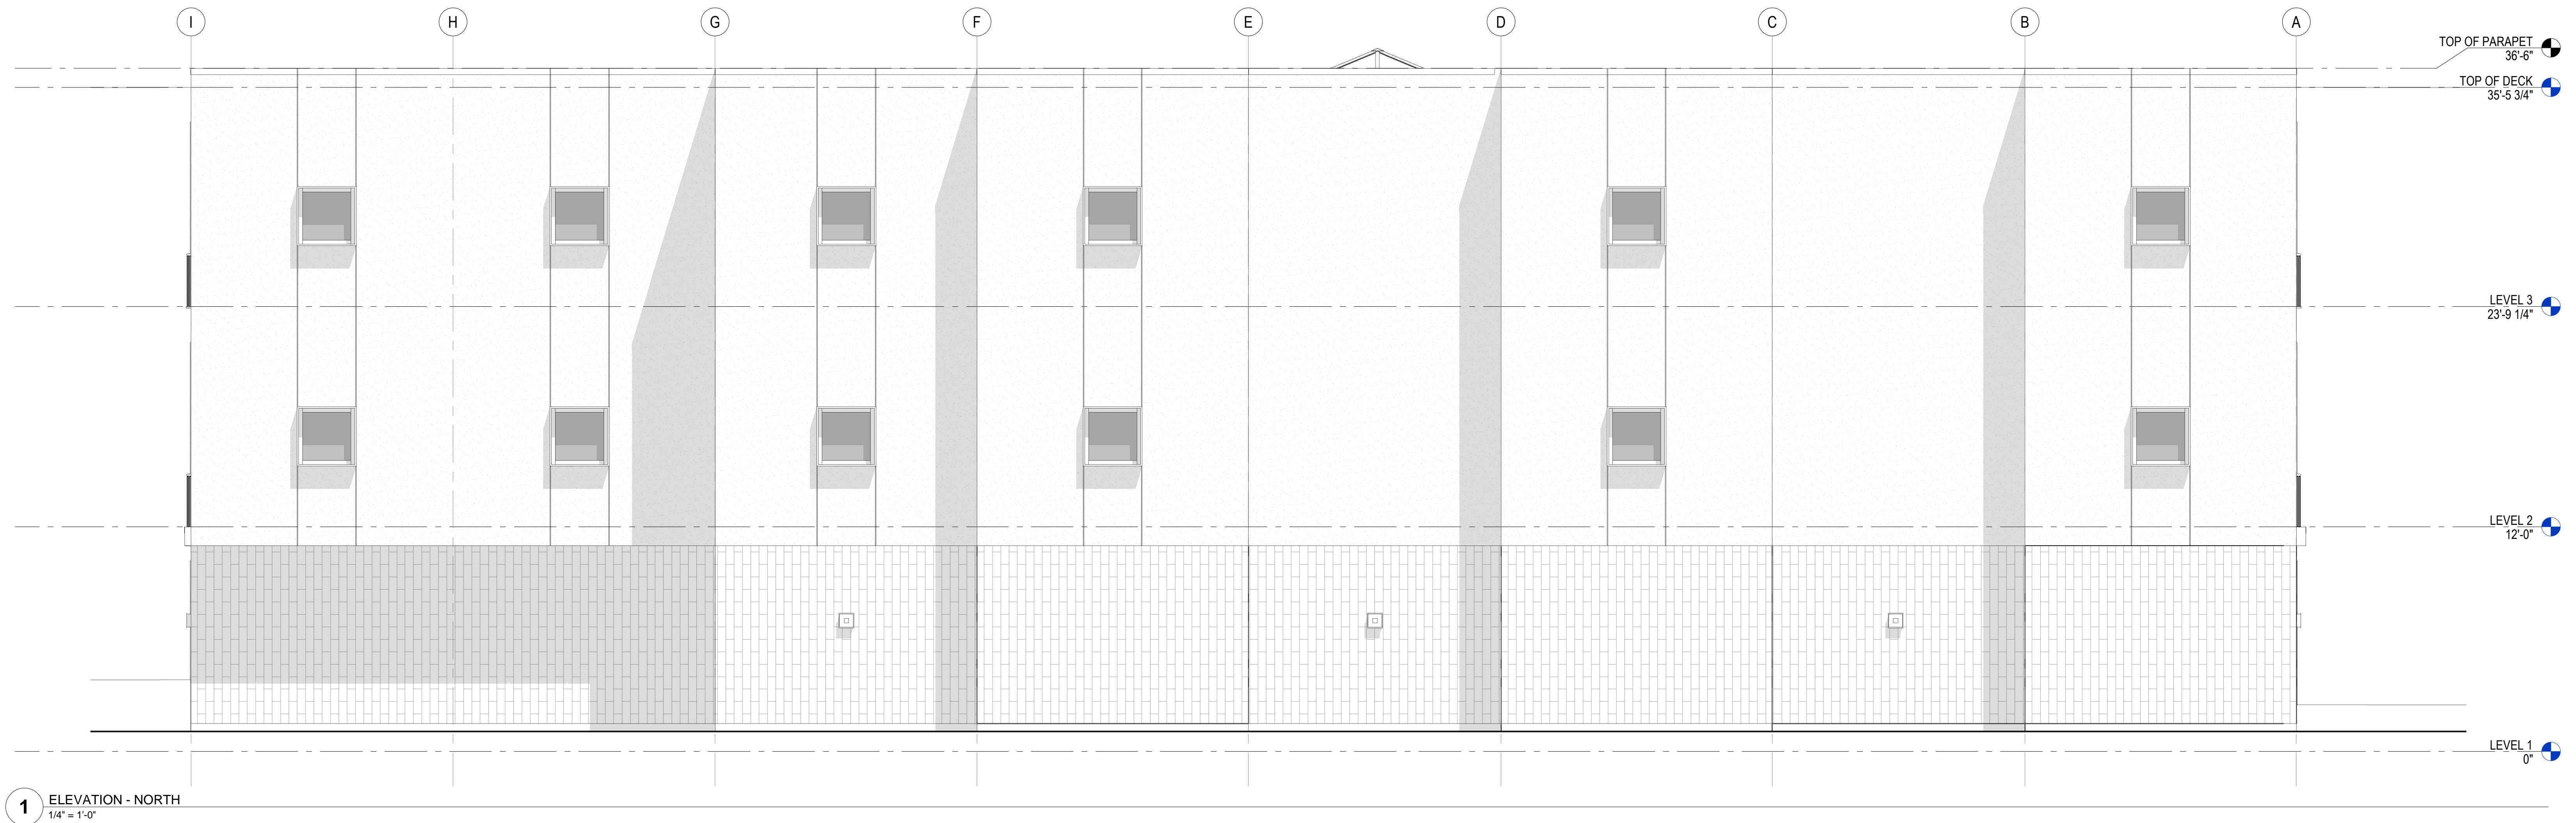 I H G F E D C B A
TOP OF PARAPET
36'-6"
TOP OF DECK
35'-5 3/4"
LEVEL 3
23'-9 1/4"
LEVEL 2
12'-0"
LEVEL 1
0"
1 ELEVATION - NORTH
1/4" = 1'-0"